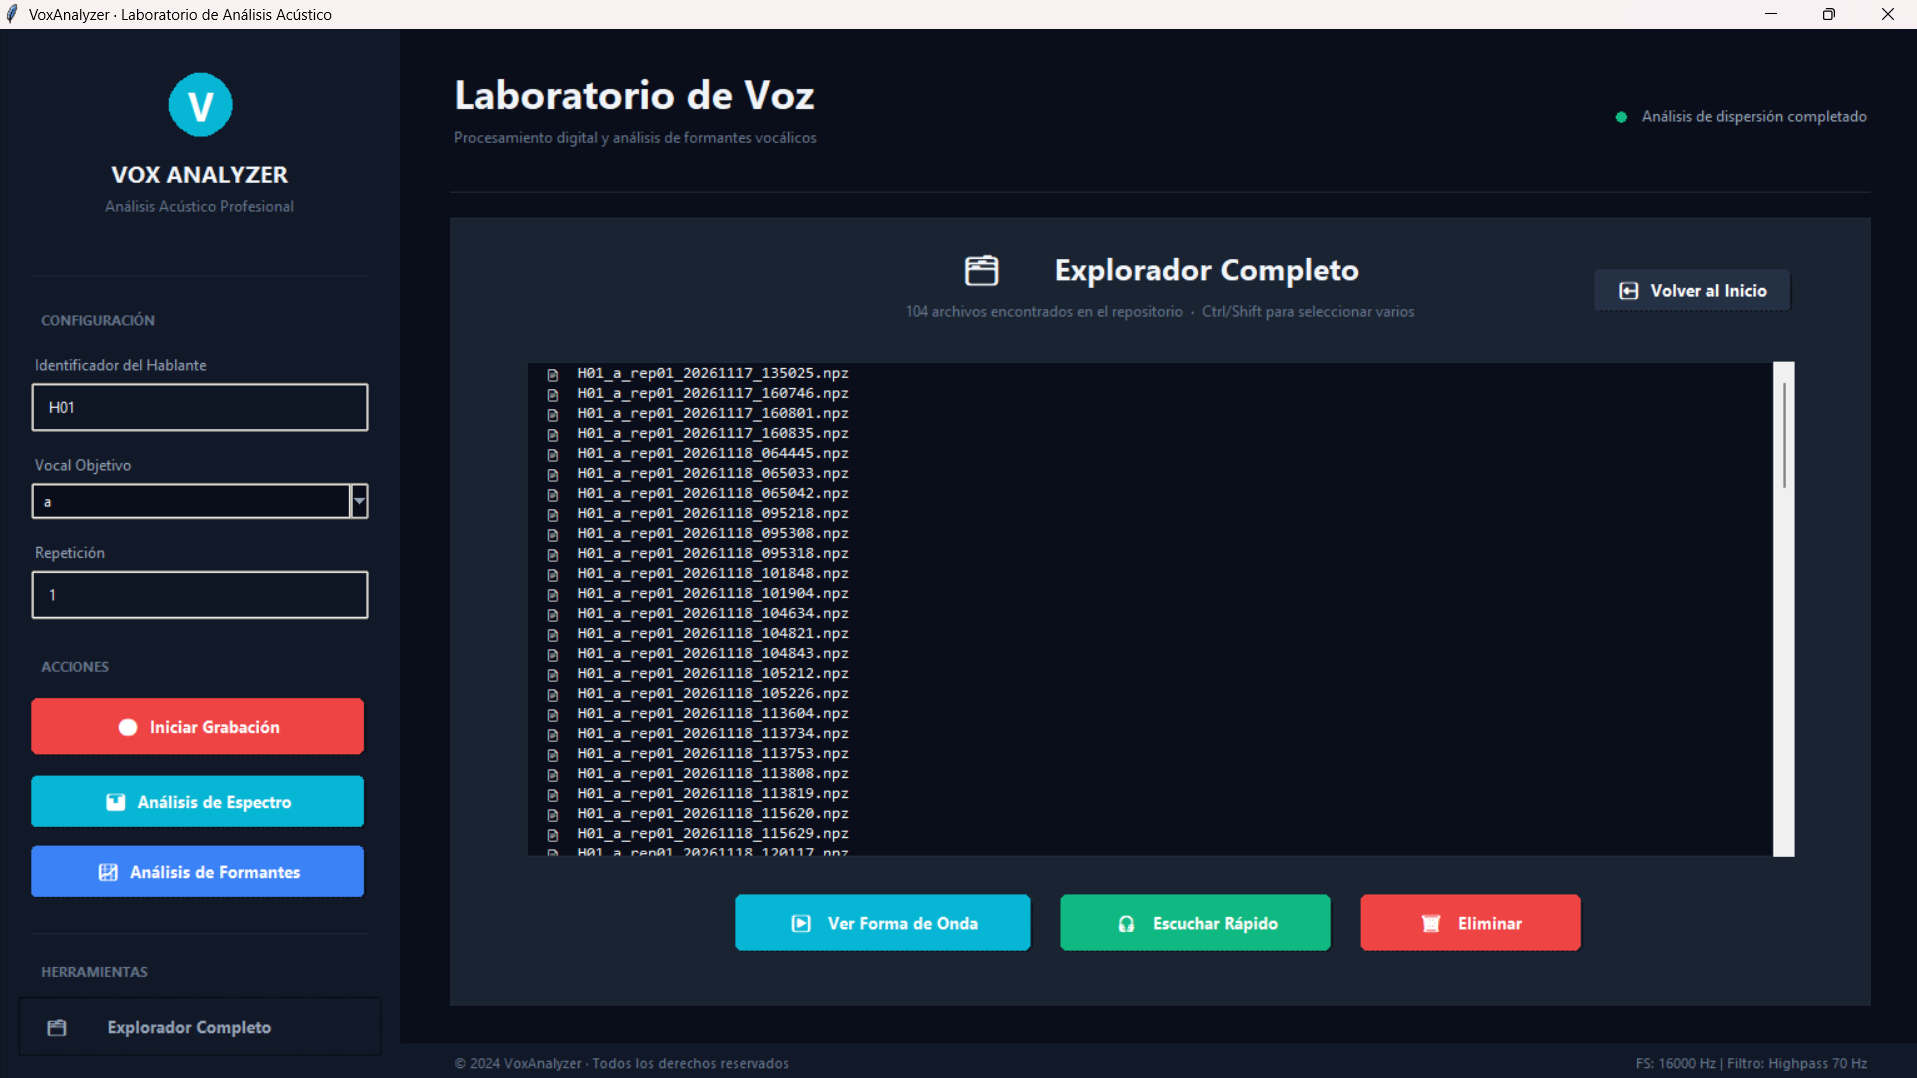 VoxAnalyzer · Laboratorio de Análisis Acústico
V
VOX ANALYZER
Análisis Acústico Profesional
CONFIGURACIÓN
Identificador del Hablante
H01
Vocal Objetivo
a
Repetición
1
ACCIONES
Iniciar Grabación
Análisis de Espectro
Análisis de Formantes
HERRAMIENTAS
Explorador Completo
Laboratorio de Voz
Procesamiento digital y análisis de formantes vocálicos
Análisis de dispersión completado
Explorador Completo
104 archivos encontrados en el repositorio · Ctrl/Shift para seleccionar varios
Volver al Inicio
H01_a_rep01_20261117_135025.npz
H01_a_rep01_20261117_160746.npz
H01_a_rep01_20261117_160801.npz
H01_a_rep01_20261117_160835.npz
H01_a_rep01_20261118_064445.npz
H01_a_rep01_20261118_065033.npz
H01_a_rep01_20261118_065042.npz
H01_a_rep01_20261118_095218.npz
H01_a_rep01_20261118_095308.npz
H01_a_rep01_20261118_095318.npz
H01_a_rep01_20261118_101848.npz
H01_a_rep01_20261118_101904.npz
H01_a_rep01_20261118_104634.npz
H01_a_rep01_20261118_104821.npz
H01_a_rep01_20261118_104843.npz
H01_a_rep01_20261118_105212.npz
H01_a_rep01_20261118_105226.npz
H01_a_rep01_20261118_113604.npz
H01_a_rep01_20261118_113734.npz
H01_a_rep01_20261118_113753.npz
H01_a_rep01_20261118_113808.npz
H01_a_rep01_20261118_113819.npz
H01_a_rep01_20261118_115620.npz
H01_a_rep01_20261118_115629.npz
H01_a_rep01_20261118_120117.npz
Ver Forma de Onda
Escuchar Rápido
Eliminar
© 2024 VoxAnalyzer · Todos los derechos reservados
FS: 16000 Hz | Filtro: Highpass 70 Hz